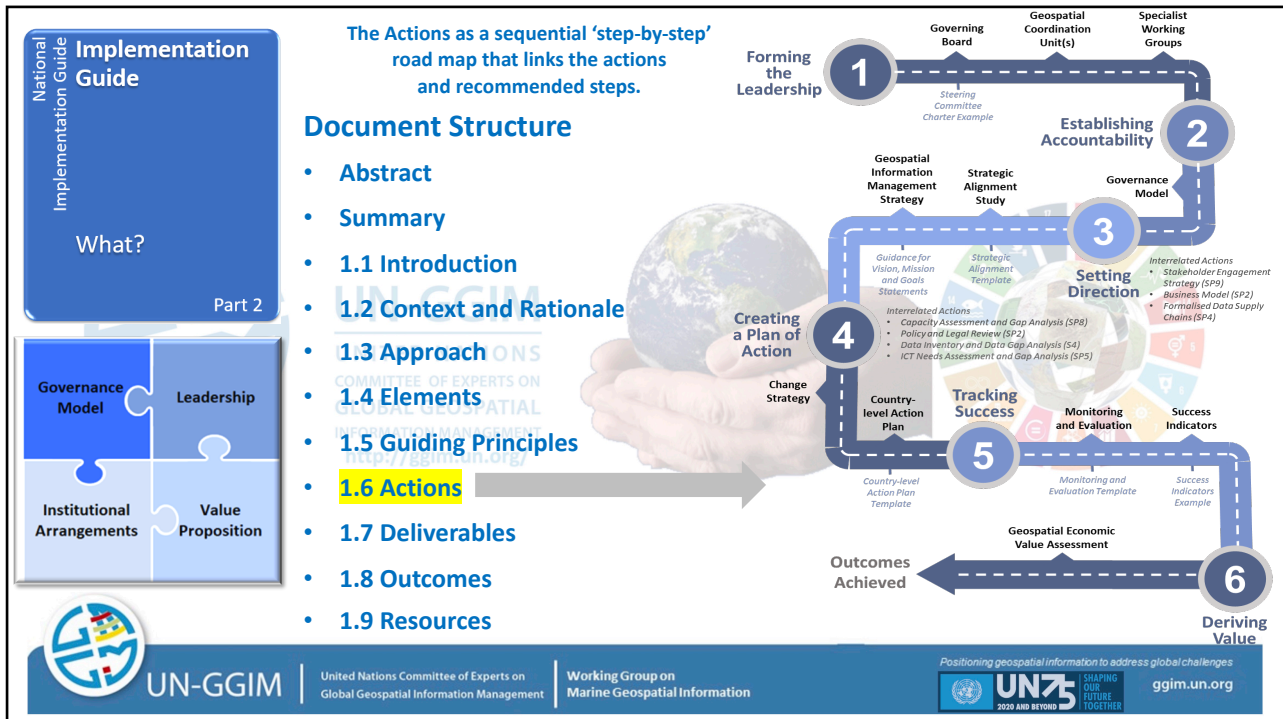 National
Implementation Guide
Implementation
Guide
What?
Part 2
Governance
Model
Leadership
Institutional
Arrangements
Value
Proposition
The Actions as a sequential ‘step-by-step’
road map that links the actions
and recommended steps.
Document Structure
• Abstract
• Summary
• 1.1 Introduction
• 1.2 Context and Rationale
• 1.3 Approach
• 1.4 Elements
• 1.5 Guiding Principles
• 1.6 Actions
• 1.7 Deliverables
• 1.8 Outcomes
• 1.9 Resources
UN-GGIM
UNITED NATIONS
COMMITTEE OF EXPERTS ON
GLOBAL GEOSPATIAL
INFORMATION MANAGEMENT
http://ggim.un.org/
Forming
the
Leadership
1
Governing
Board
Geospatial
Coordination
Unit(s)
Specialist
Working
Groups
Steering
Committee
Charter Example
Establishing
Accountability
2
Governance
Model
Setting
Direction
3
Geospatial
Information
Management
Strategy
Strategic
Alignment
Study
Guidance for
Vision, Mission
and Goals
Statements
Strategic
Alignment
Template
Interrelated Actions
• Stakeholder Engagement
Strategy (SP9)
• Business Model (SP2)
• Formalised Data Supply
Chains (SP4)
Creating
a Plan of
Action
4
Interrelated Actions
• Capacity Assessment and Gap Analysis (SP8)
• Policy and Legal Review (SP2)
• Data Inventory and Data Gap Analysis (S4)
• ICT Needs Assessment and Gap Analysis (SP5)
Change
Strategy
Country-
level Action
Plan
Country-level
Action Plan
Template
Tracking
Success
5
Monitoring
and Evaluation
Success
Indicators
Monitoring and
Evaluation Template
Success
Indicators
Example
Geospatial Economic
Value Assessment
Outcomes
Achieved
6
Deriving
Value
UN-GGIM
United Nations Committee of Experts on
Global Geospatial Information Management
Working Group on
Marine Geospatial Information
Positioning geospatial information to address global challenges
UN75
2020 AND BEYOND
SHAPING
OUR
FUTURE
TOGETHER
ggim.un.org